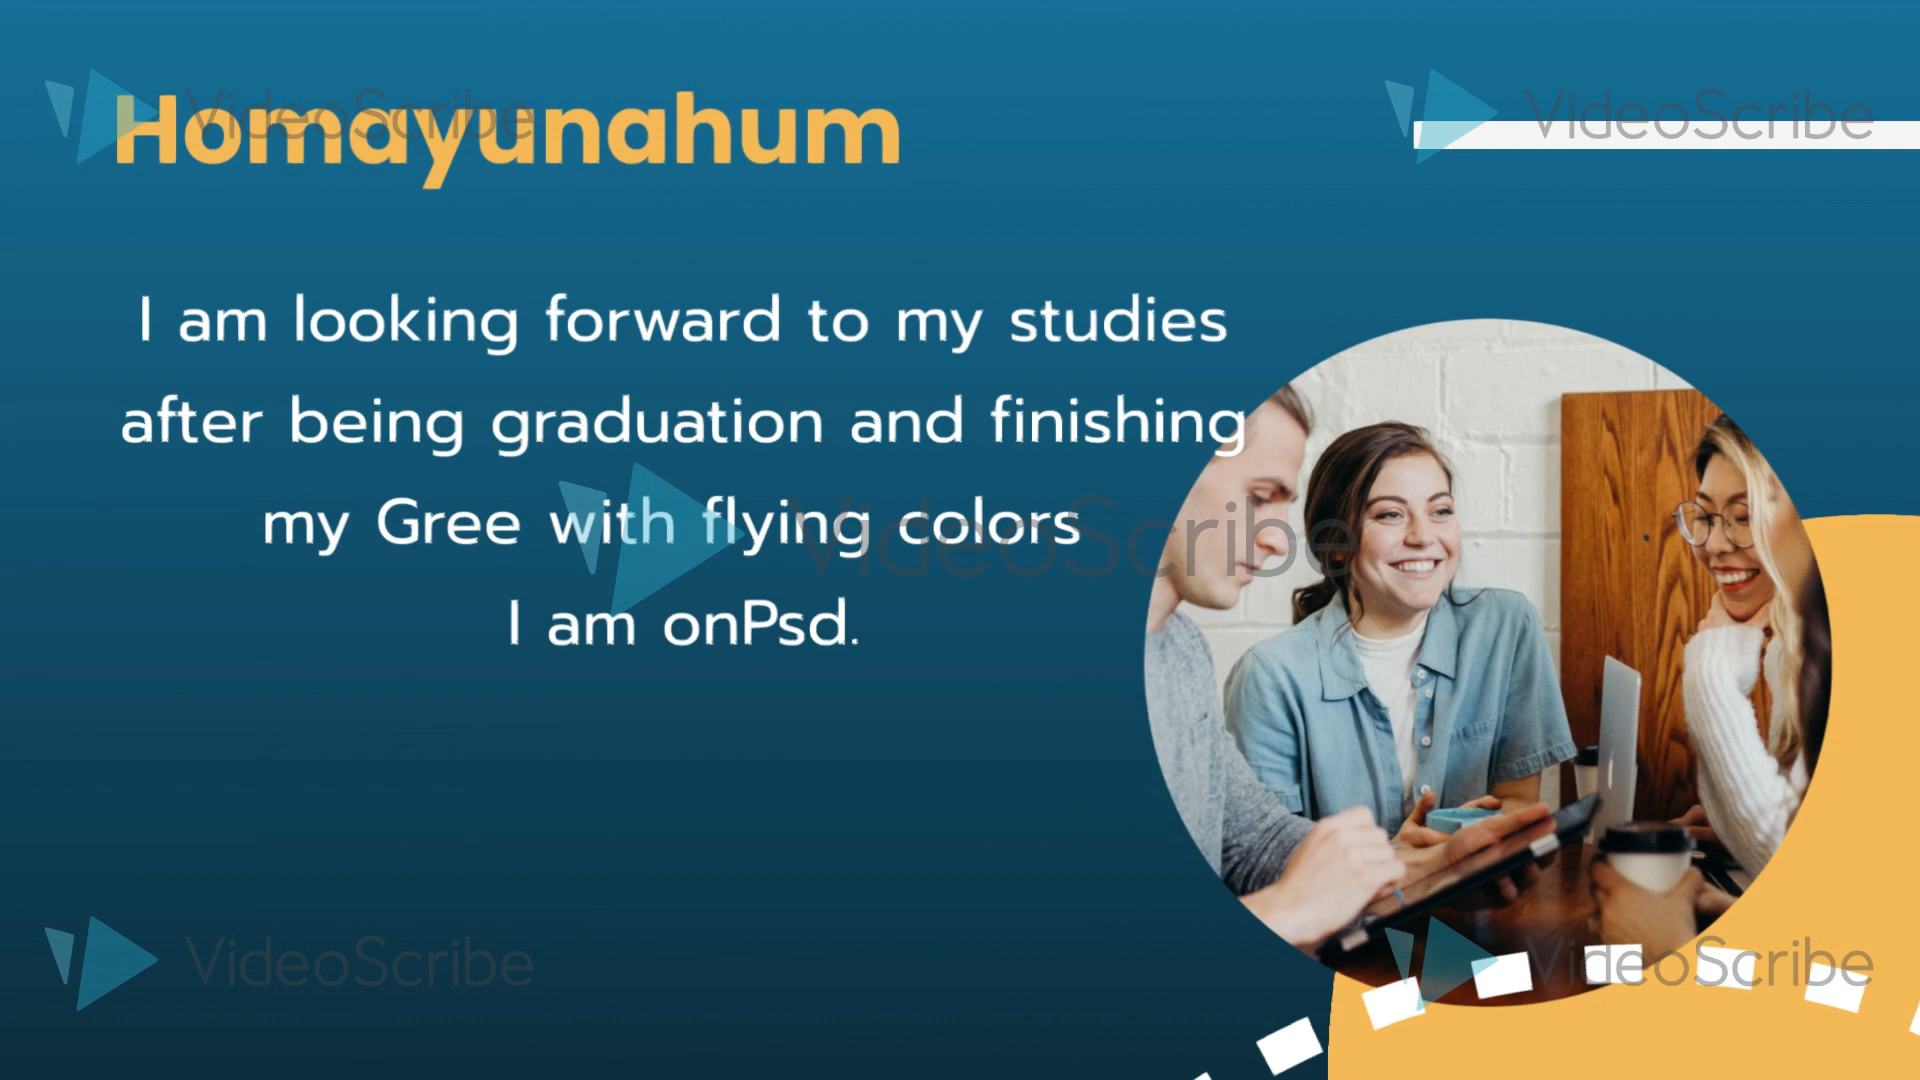 Homayunahum
VideoScribe
VideoScribe
I am looking forward to my studies
after being graduation and finishing
my Gree with flying colors
VideoScribe
I am onPsd.
VideoScribe
VideoScribe